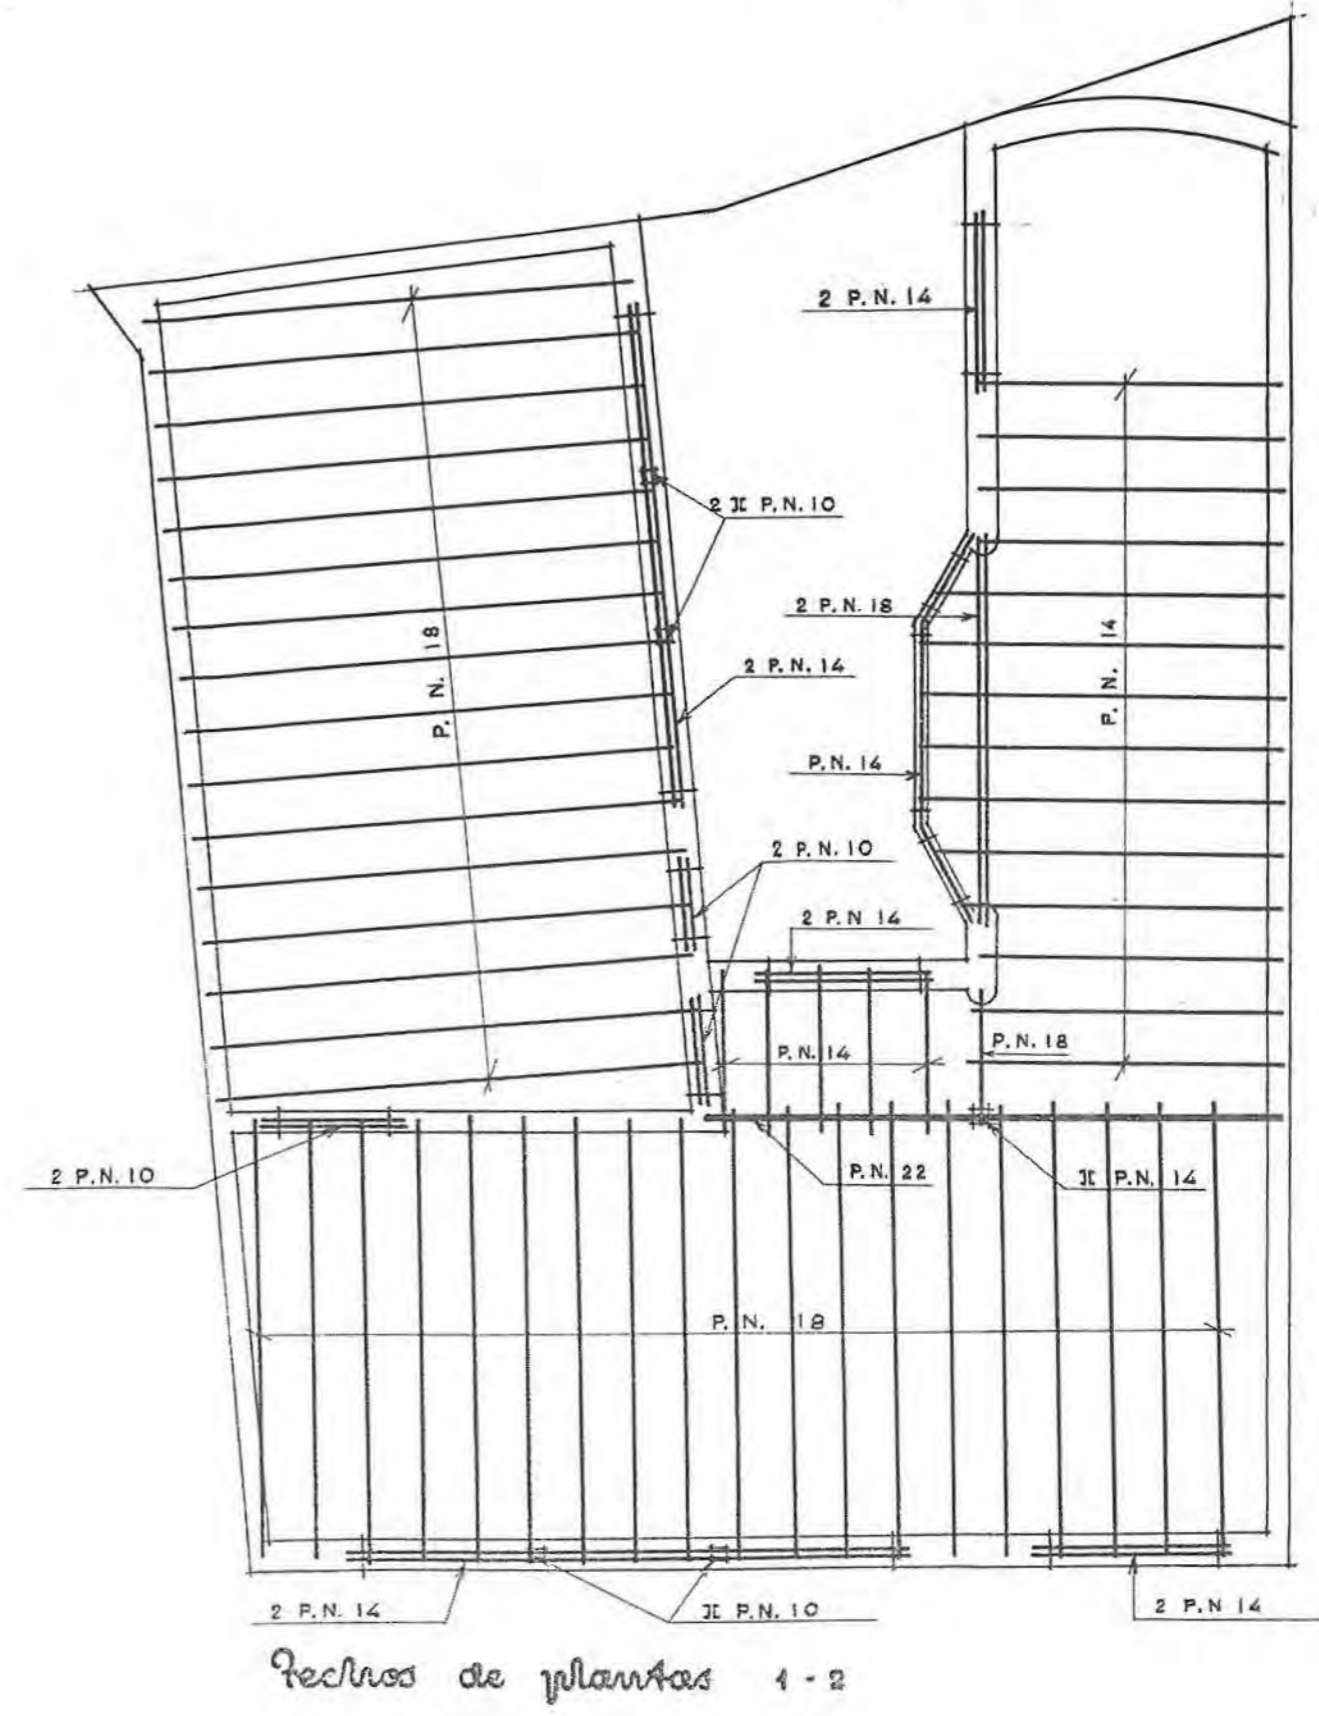 2 P.N. 14
2 ][ P.N. 10
2 P.N. 18
P. N. 18
P. N. 14
2 P.N. 14
P.N. 14
2 P.N. 10
2 P.N 14
P.N. 14
P.N. 18
2 P.N. 10
P.N. 22
][ P.N. 14
P. N. 18
2 P.N. 14
][ P.N. 10
2 P.N 14
Techos de plantas 1-2